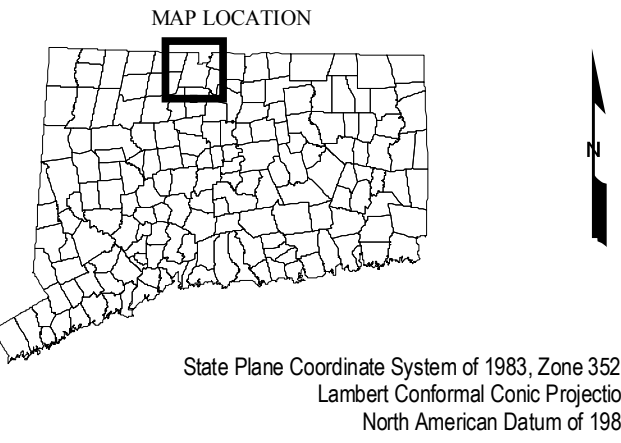 MAP LOCATION
N
State Plane Coordinate System of 1983, Zone 352
Lambert Conformal Conic Projectio
North American Datum of 198